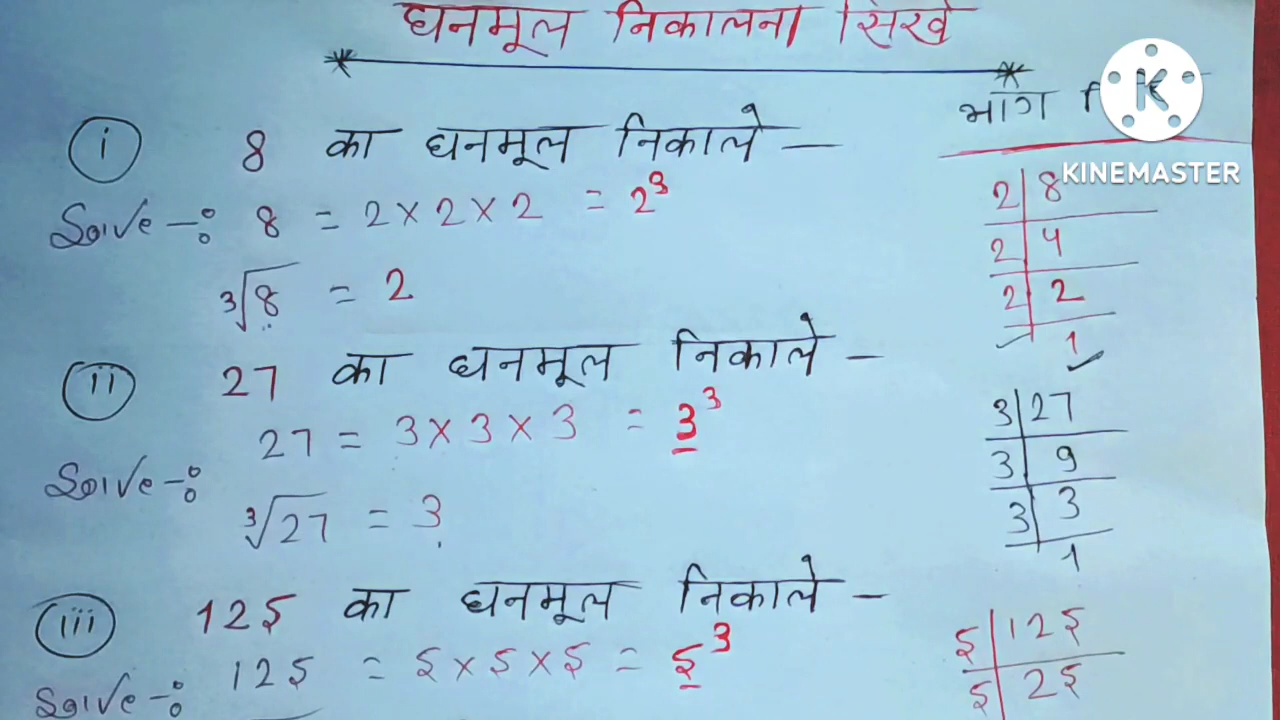 घनमूल निकालना सिखे
भाग
K
KINEMASTER
i 8 का घनमूल निकाले —
Solve -: 8 = 2 × 2 × 2 = 2³
∛8 = 2
2 | 8
2 | 4
2 | 2
1
ii 27 का घनमूल निकाले —
27 = 3 × 3 × 3 = 3³
Solve -:
∛27 = 3
3 | 27
3 | 9
3 | 3
1
iii 125 का घनमूल निकाले —
125 = 5 × 5 × 5 = 5³
Solve -:
5 | 125
5 | 25